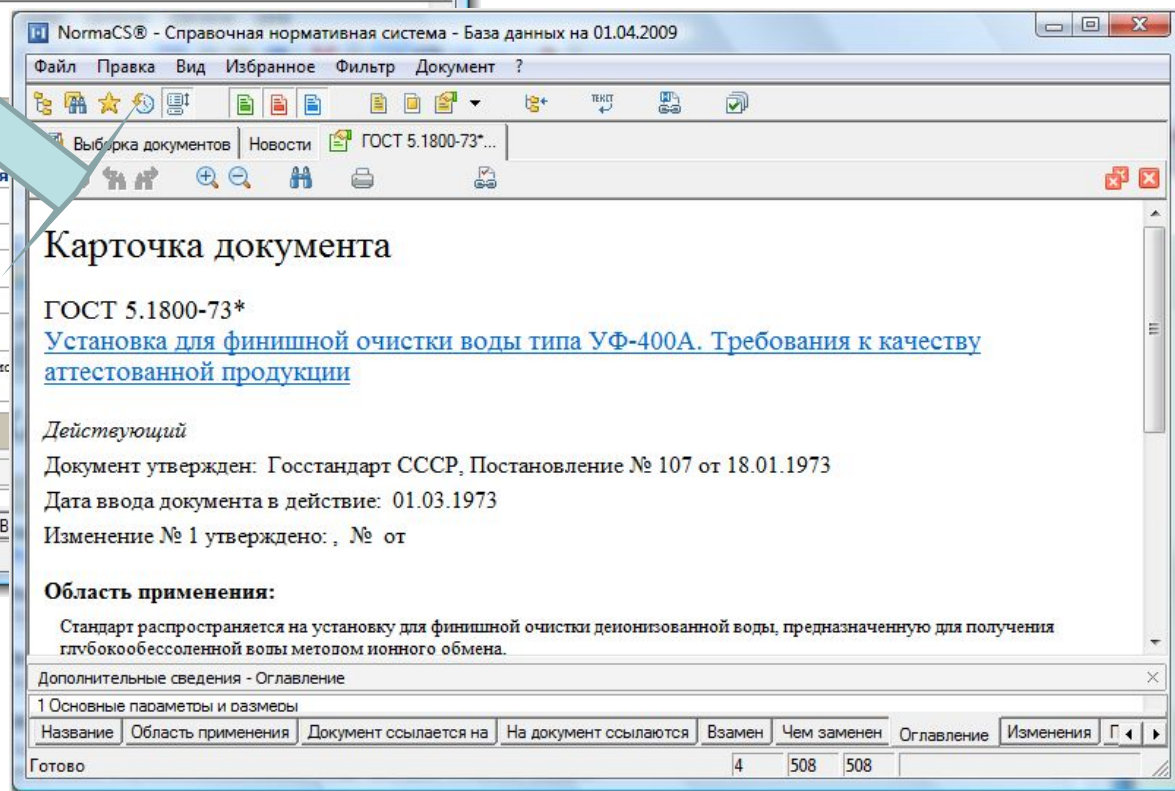 NormaCS® - Справочная нормативная система - База данных на 01.04.2009
Файл Правка Вид Избранное Фильтр Документ ?
ТЕКСТ
Выборка документов Новости ГОСТ 5.1800-73*...
Карточка документа
ГОСТ 5.1800-73*
Установка для финишной очистки воды типа УФ-400А. Требования к качеству
аттестованной продукции
Действующий
Документ утвержден: Госстандарт СССР, Постановление № 107 от 18.01.1973
Дата ввода документа в действие: 01.03.1973
Изменение № 1 утверждено: , № от
Область применения:
Стандарт распространяется на установку для финишной очистки деионизованной воды, предназначенную для получения
глубокообессоленной воды методом ионного обмена.
Дополнительные сведения - Оглавление
1 Основные параметры и размеры
Название Область применения Документ ссылается на На документ ссылаются Взамен Чем заменен Оглавление Изменения П
Готово 4 508 508